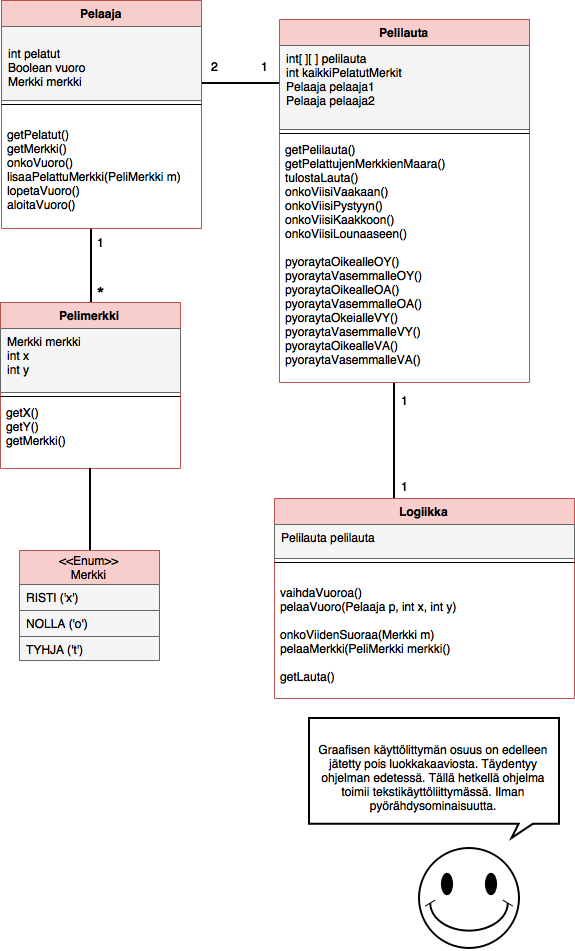 Pelaaja
int pelatut
Boolean vuoro
Merkki merkki
getPelatut()
getMerkki()
onkoVuoro()
lisaaPelattuMerkki(PeliMerkki m)
lopetaVuoro()
aloitaVuoro()
2
1
Pelilauta
int[ ][ ] pelilauta
int kaikkiPelatutMerkit
Pelaaja pelaaja1
Pelaaja pelaaja2
getPelilauta()
getPelattujenMerkkienMaara()
tulostaLauta()
onkoViisiVaakaan()
onkoViisiPystyyn()
onkoViisiKaakkoon()
onkoViisiLounaaseen()
pyoraytaOikealleOY()
pyoraytaVasemmalleOY()
pyoraytaOikealleOA()
pyoraytaVasemmalleOA()
pyoraytaOkeialleVY()
pyoraytaVasemmalleVY()
pyoraytaOikealleVA()
pyoraytaVasemmalleVA()
1
*
Pelimerkki
Merkki merkki
int x
int y
getX()
getY()
getMerkki()
<<Enum>>
Merkki
RISTI ('x')
NOLLA ('o')
TYHJA ('t')
1
1
Logiikka
Pelilauta pelilauta
vaihdaVuoroa()
pelaaVuoro(Pelaaja p, int x, int y)
onkoViidenSuoraa(Merkki m)
pelaaMerkki(PeliMerkki merkki()
getLauta()
Graafisen käyttölittymän osuus on edelleen
jätetty pois luokkakaaviosta. Täydentyy
ohjelman edetessä. Tällä hetkellä ohjelma
toimii tekstikäyttöliittymässä. Ilman
pyörähdysominaisuutta.